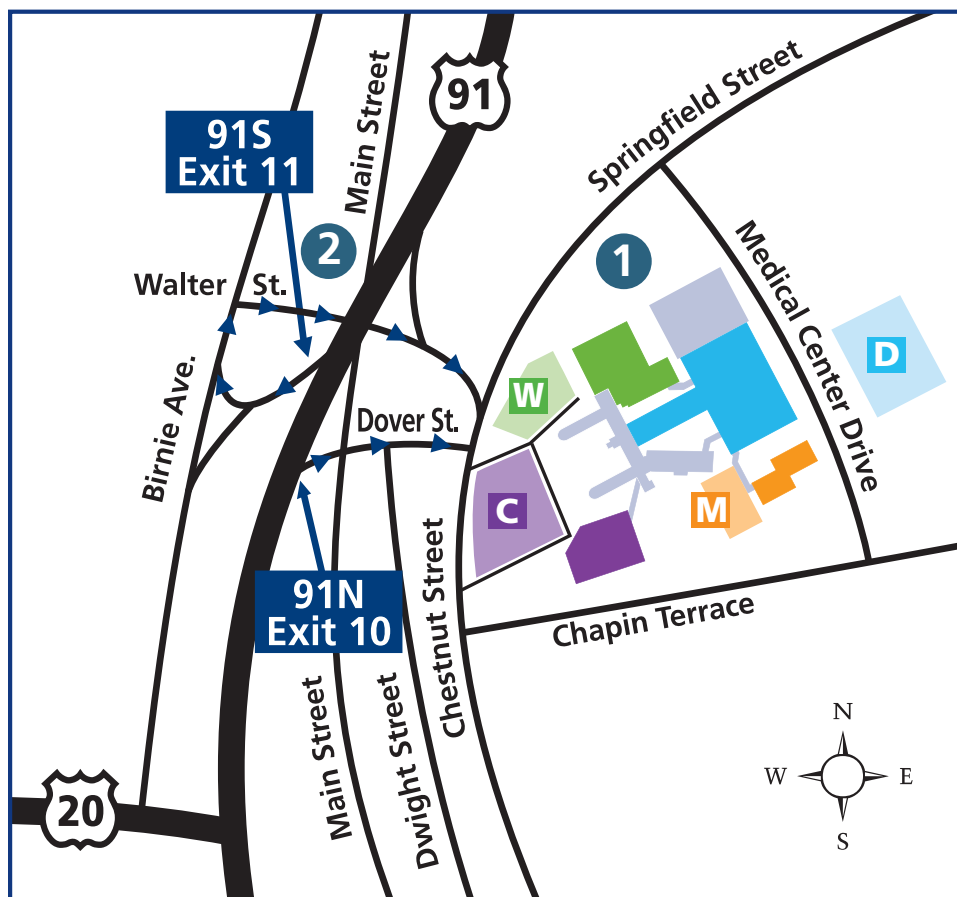 91
Springfield Street
Main Street
91S
Exit 11
2
1
Medical Center Drive
Walter St.
D
Birnie Ave.
W
Dover St.
C
M
91N
Exit 10
Chestnut Street
Chapin Terrace
Main Street
Dwight Street
20
N
W
E
S